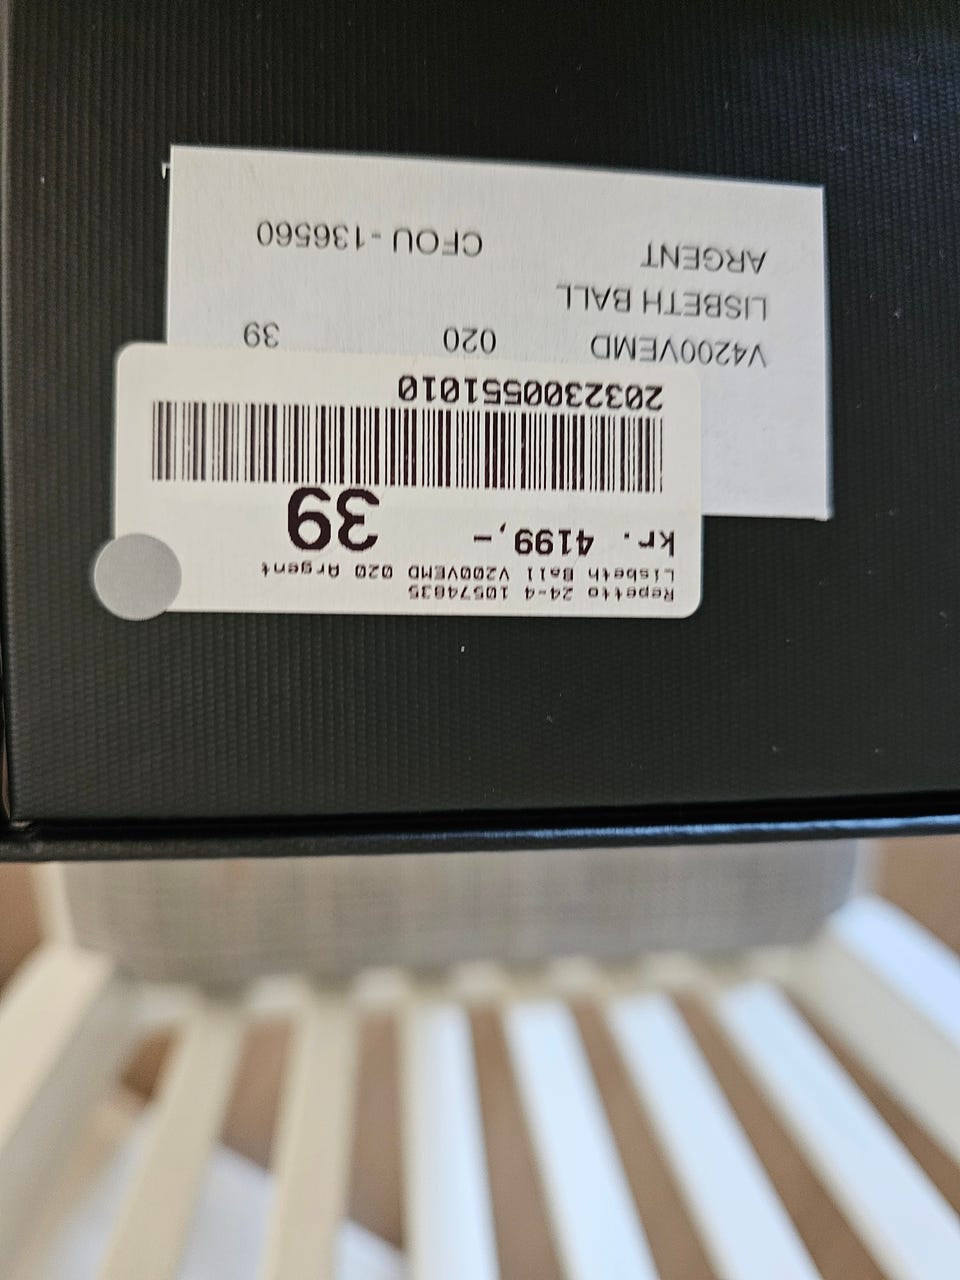 Repetto 24-4 10574835
Lisbeth Ball V200VEMD 020 Argent
kr. 4199,- 39
2032300551010
V4200VEMD 020 39
LISBETH BALL
ARGENT CFOU - 136560